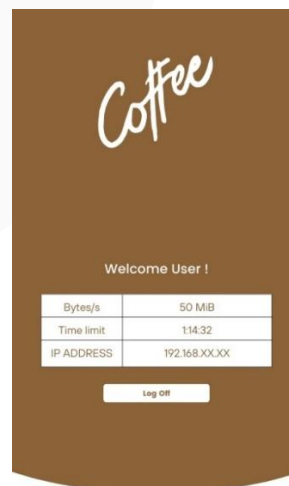 Coffee
Welcome User !
Bytes/s 50 MiB
Time limit 1:14:32
IP ADDRESS 192.168.XX.XX
Log Off